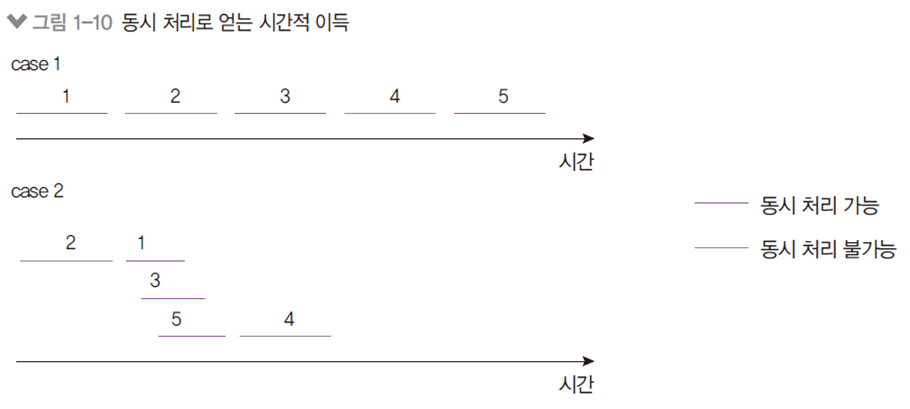 그림 1-10 동시 처리로 얻는 시간적 이득
case 1
1 2 3 4 5
시간
case 2
2 1
3
5 4
시간
동시 처리 가능
동시 처리 불가능